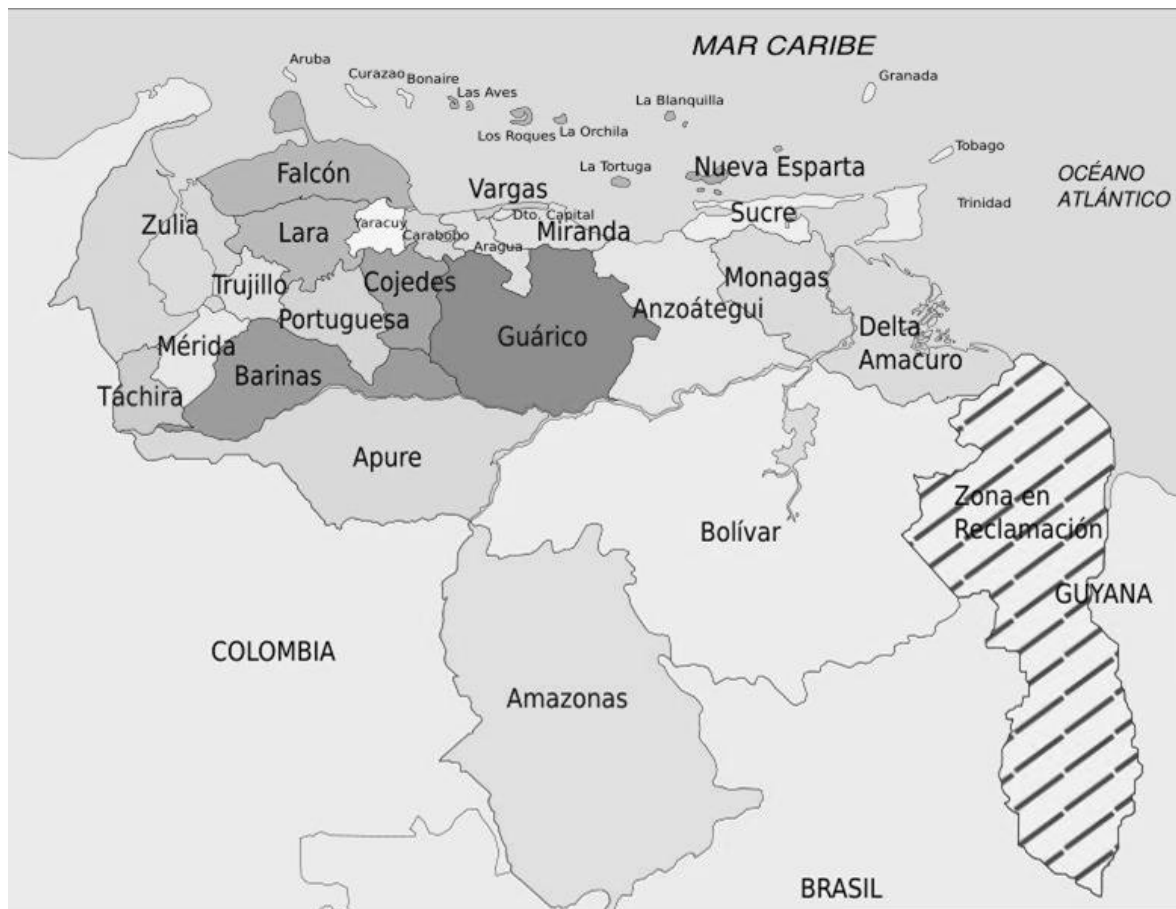 MAR CARIBE
Aruba
Curazao
Bonaire
Las Aves
Los Roques
La Orchila
La Blanquilla
Granada
Tobago
Trinidad
OCÉANO
ATLÁNTICO
La Tortuga
Nueva Esparta
Falcón
Vargas
Dto. Capital
Sucre
Zulia
Lara
Yaracuy
Carabobo
Aragua
Miranda
Trujillo
Cojedes
Portuguesa
Guárico
Anzoátegui
Monagas
Delta
Amacuro
Mérida
Barinas
Táchira
Apure
Bolívar
Zona en
Reclamación
GUYANA
COLOMBIA
Amazonas
BRASIL